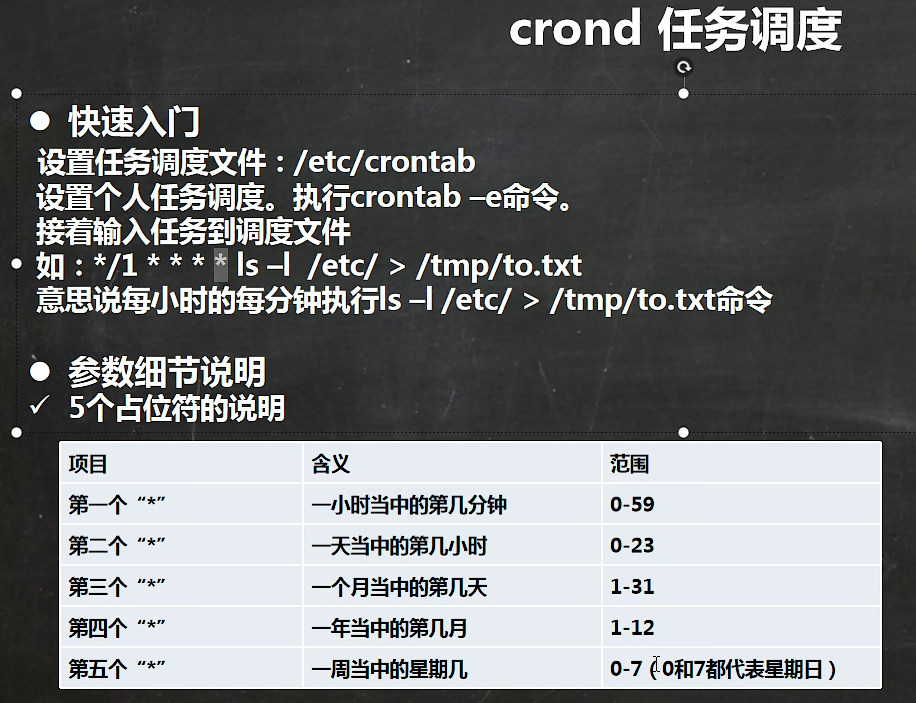 crond 任务调度
● 快速入门
设置任务调度文件：/etc/crontab
设置个人任务调度。执行crontab –e命令。
接着输入任务到调度文件
• 如：*/1 * * * * ls –l /etc/ > /tmp/to.txt
意思说每小时的每分钟执行ls –l /etc/ > /tmp/to.txt命令
● 参数细节说明
✓ 5个占位符的说明
项目 含义 范围
第一个“*” 一小时当中的第几分钟 0-59
第二个“*” 一天当中的第几小时 0-23
第三个“*” 一个月当中的第几天 1-31
第四个“*” 一年当中的第几月 1-12
第五个“*” 一周当中的星期几 0-7（0和7都代表星期日）